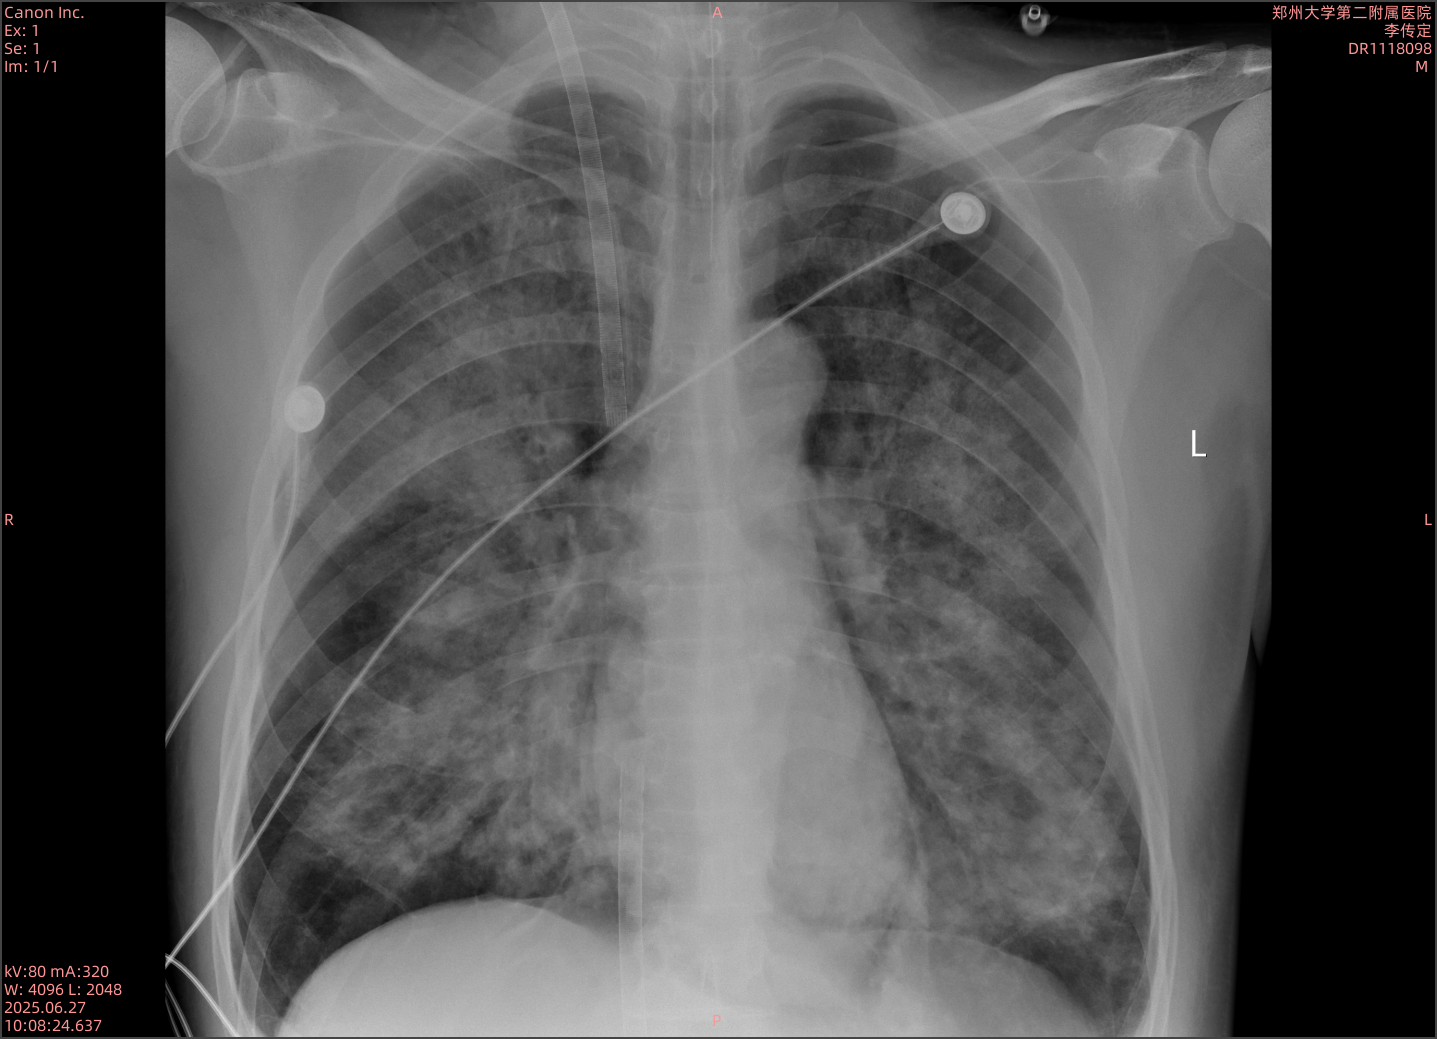 Canon Inc.
Ex: 1
Se: 1
Im: 1/1
A
郑州大学第二附属医院
李传定
DR1118098
M
L
R
L
kV:80 mA:320
W: 4096 L: 2048
2025.06.27
10:08:24.637
P